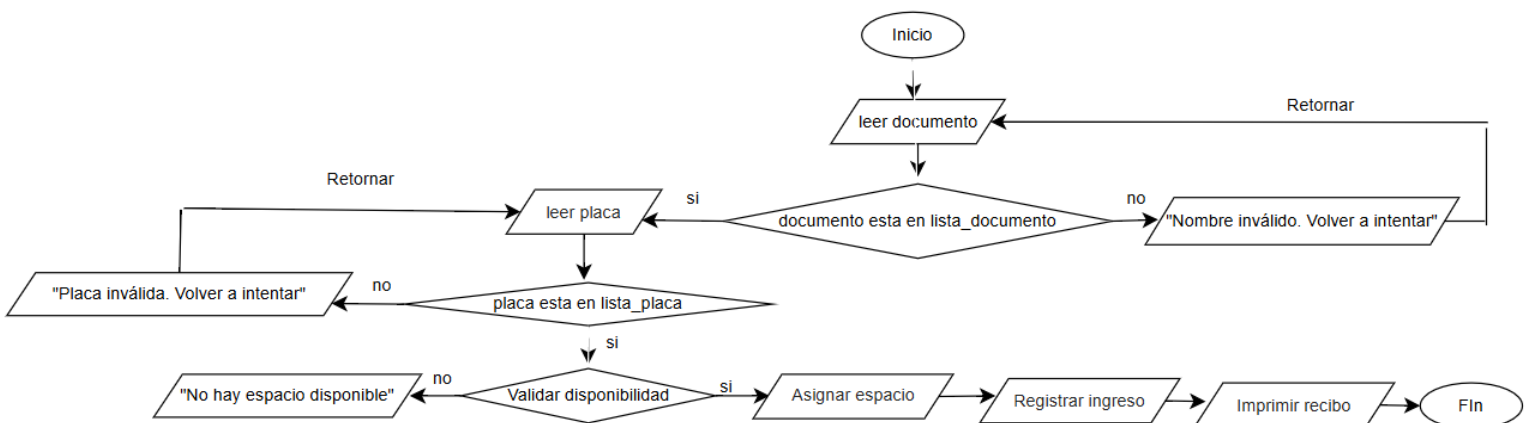 Inicio
leer documento
Retornar
documento esta en lista_documento
si
no
"Nombre inválido. Volver a intentar"
leer placa
Retornar
placa esta en lista_placa
no
"Placa inválida. Volver a intentar"
si
Validar disponibilidad
no
"No hay espacio disponible"
si
Asignar espacio
Registrar ingreso
Imprimir recibo
FIn